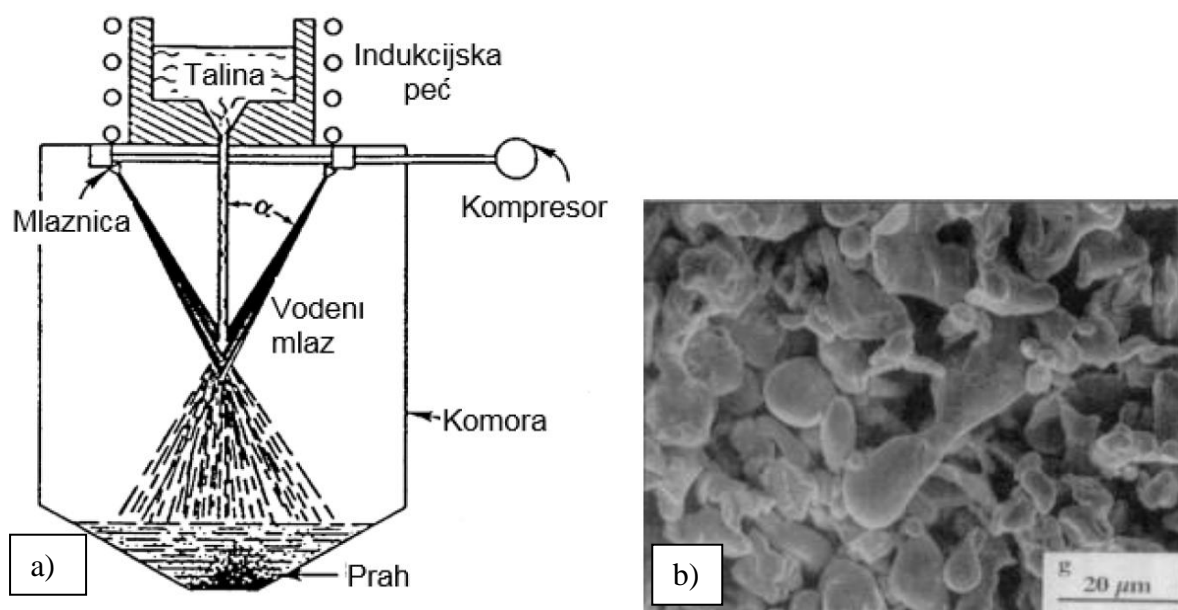 Talina
Indukcijska
peć
Mlaznica
α
Kompresor
Vodeni
mlaz
Komora
Prah
a)
b)
g
20 μm